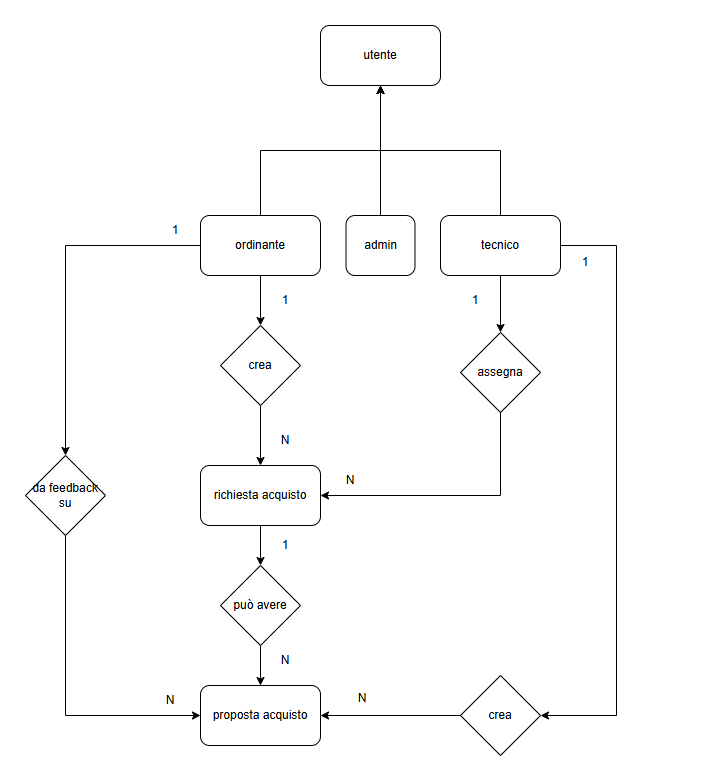 utente
1
ordinante
admin
tecnico
1
1
1
crea
assegna
N
N
da feedback
su
richiesta acquisto
1
può avere
N
N
N
proposta acquisto
crea